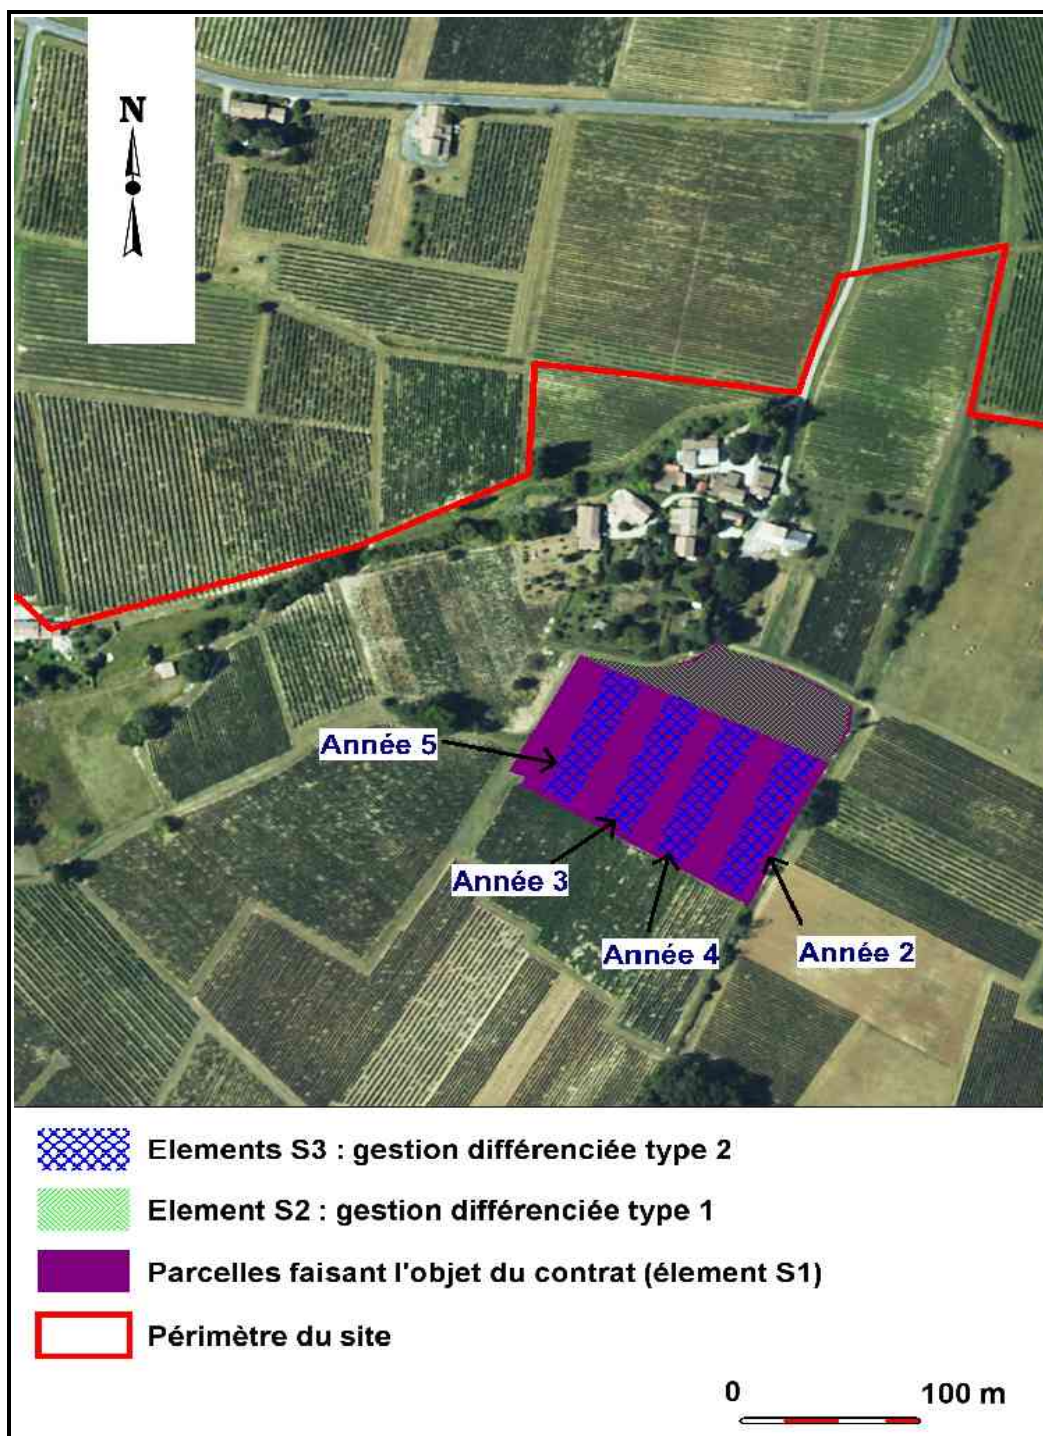 N
Année 5
Année 3
Année 4
Année 2
Elements S3 : gestion différenciée type 2
Element S2 : gestion différenciée type 1
Parcelles faisant l'objet du contrat (élement S1)
Périmètre du site
0 100 m